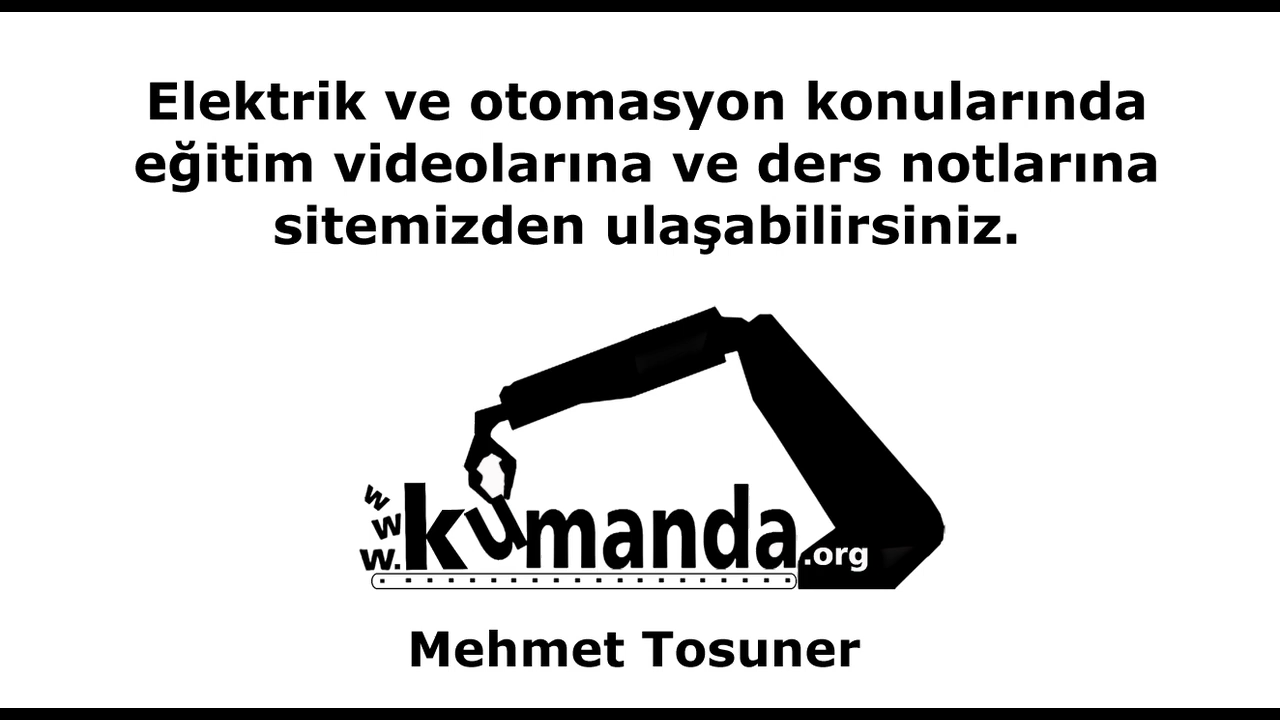 Elektrik ve otomasyon konularında
eğitim videolarına ve ders notlarına
sitemizden ulaşabilirsiniz.
www.kumanda.org
Mehmet Tosuner